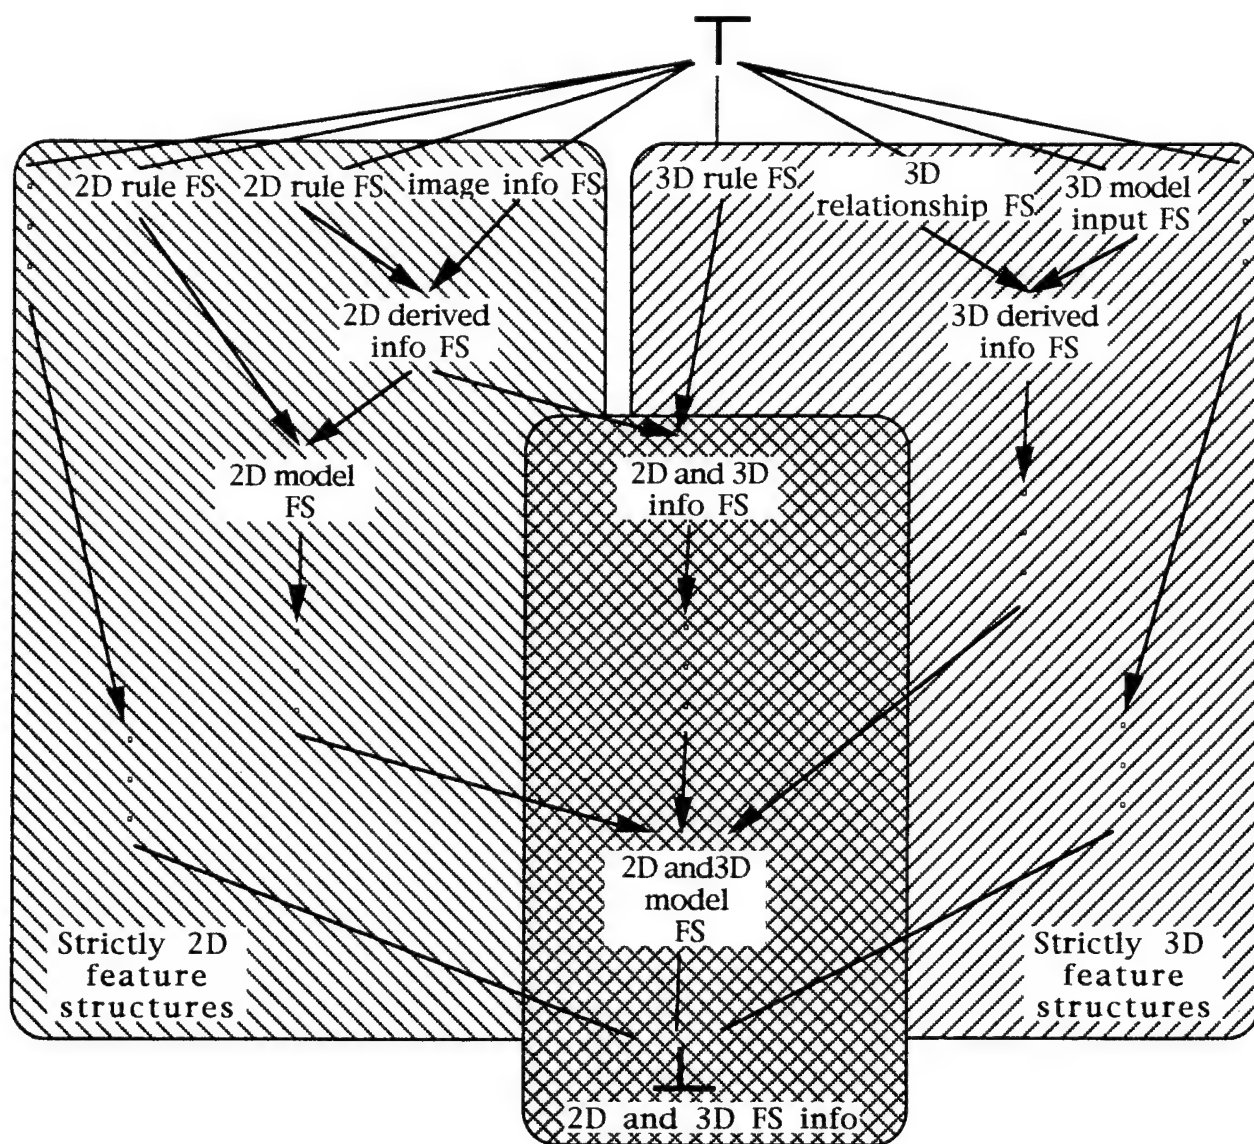 2D rule FS
2D rule FS
image info FS
3D rule FS
3D
relationship FS
3D model
input FS
2D derived
info FS
3D derived
info FS
2D model
FS
2D and 3D
info FS
2D and3D
model
FS
Strictly 2D
feature
structures
Strictly 3D
feature
structures
2D and 3D FS info